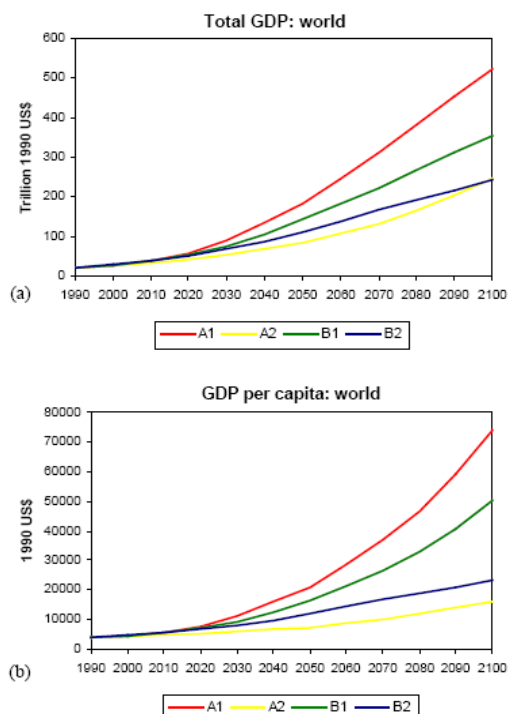 Total GDP: world
600
500
400
300
200
100
0
Trillion 1990 US$
1990 2000 2010 2020 2030 2040 2050 2060 2070 2080 2090 2100
(a)
A1 A2 B1 B2
GDP per capita: world
80000
70000
60000
50000
40000
30000
20000
10000
0
1990 US$
1990 2000 2010 2020 2030 2040 2050 2060 2070 2080 2090 2100
(b)
A1 A2 B1 B2